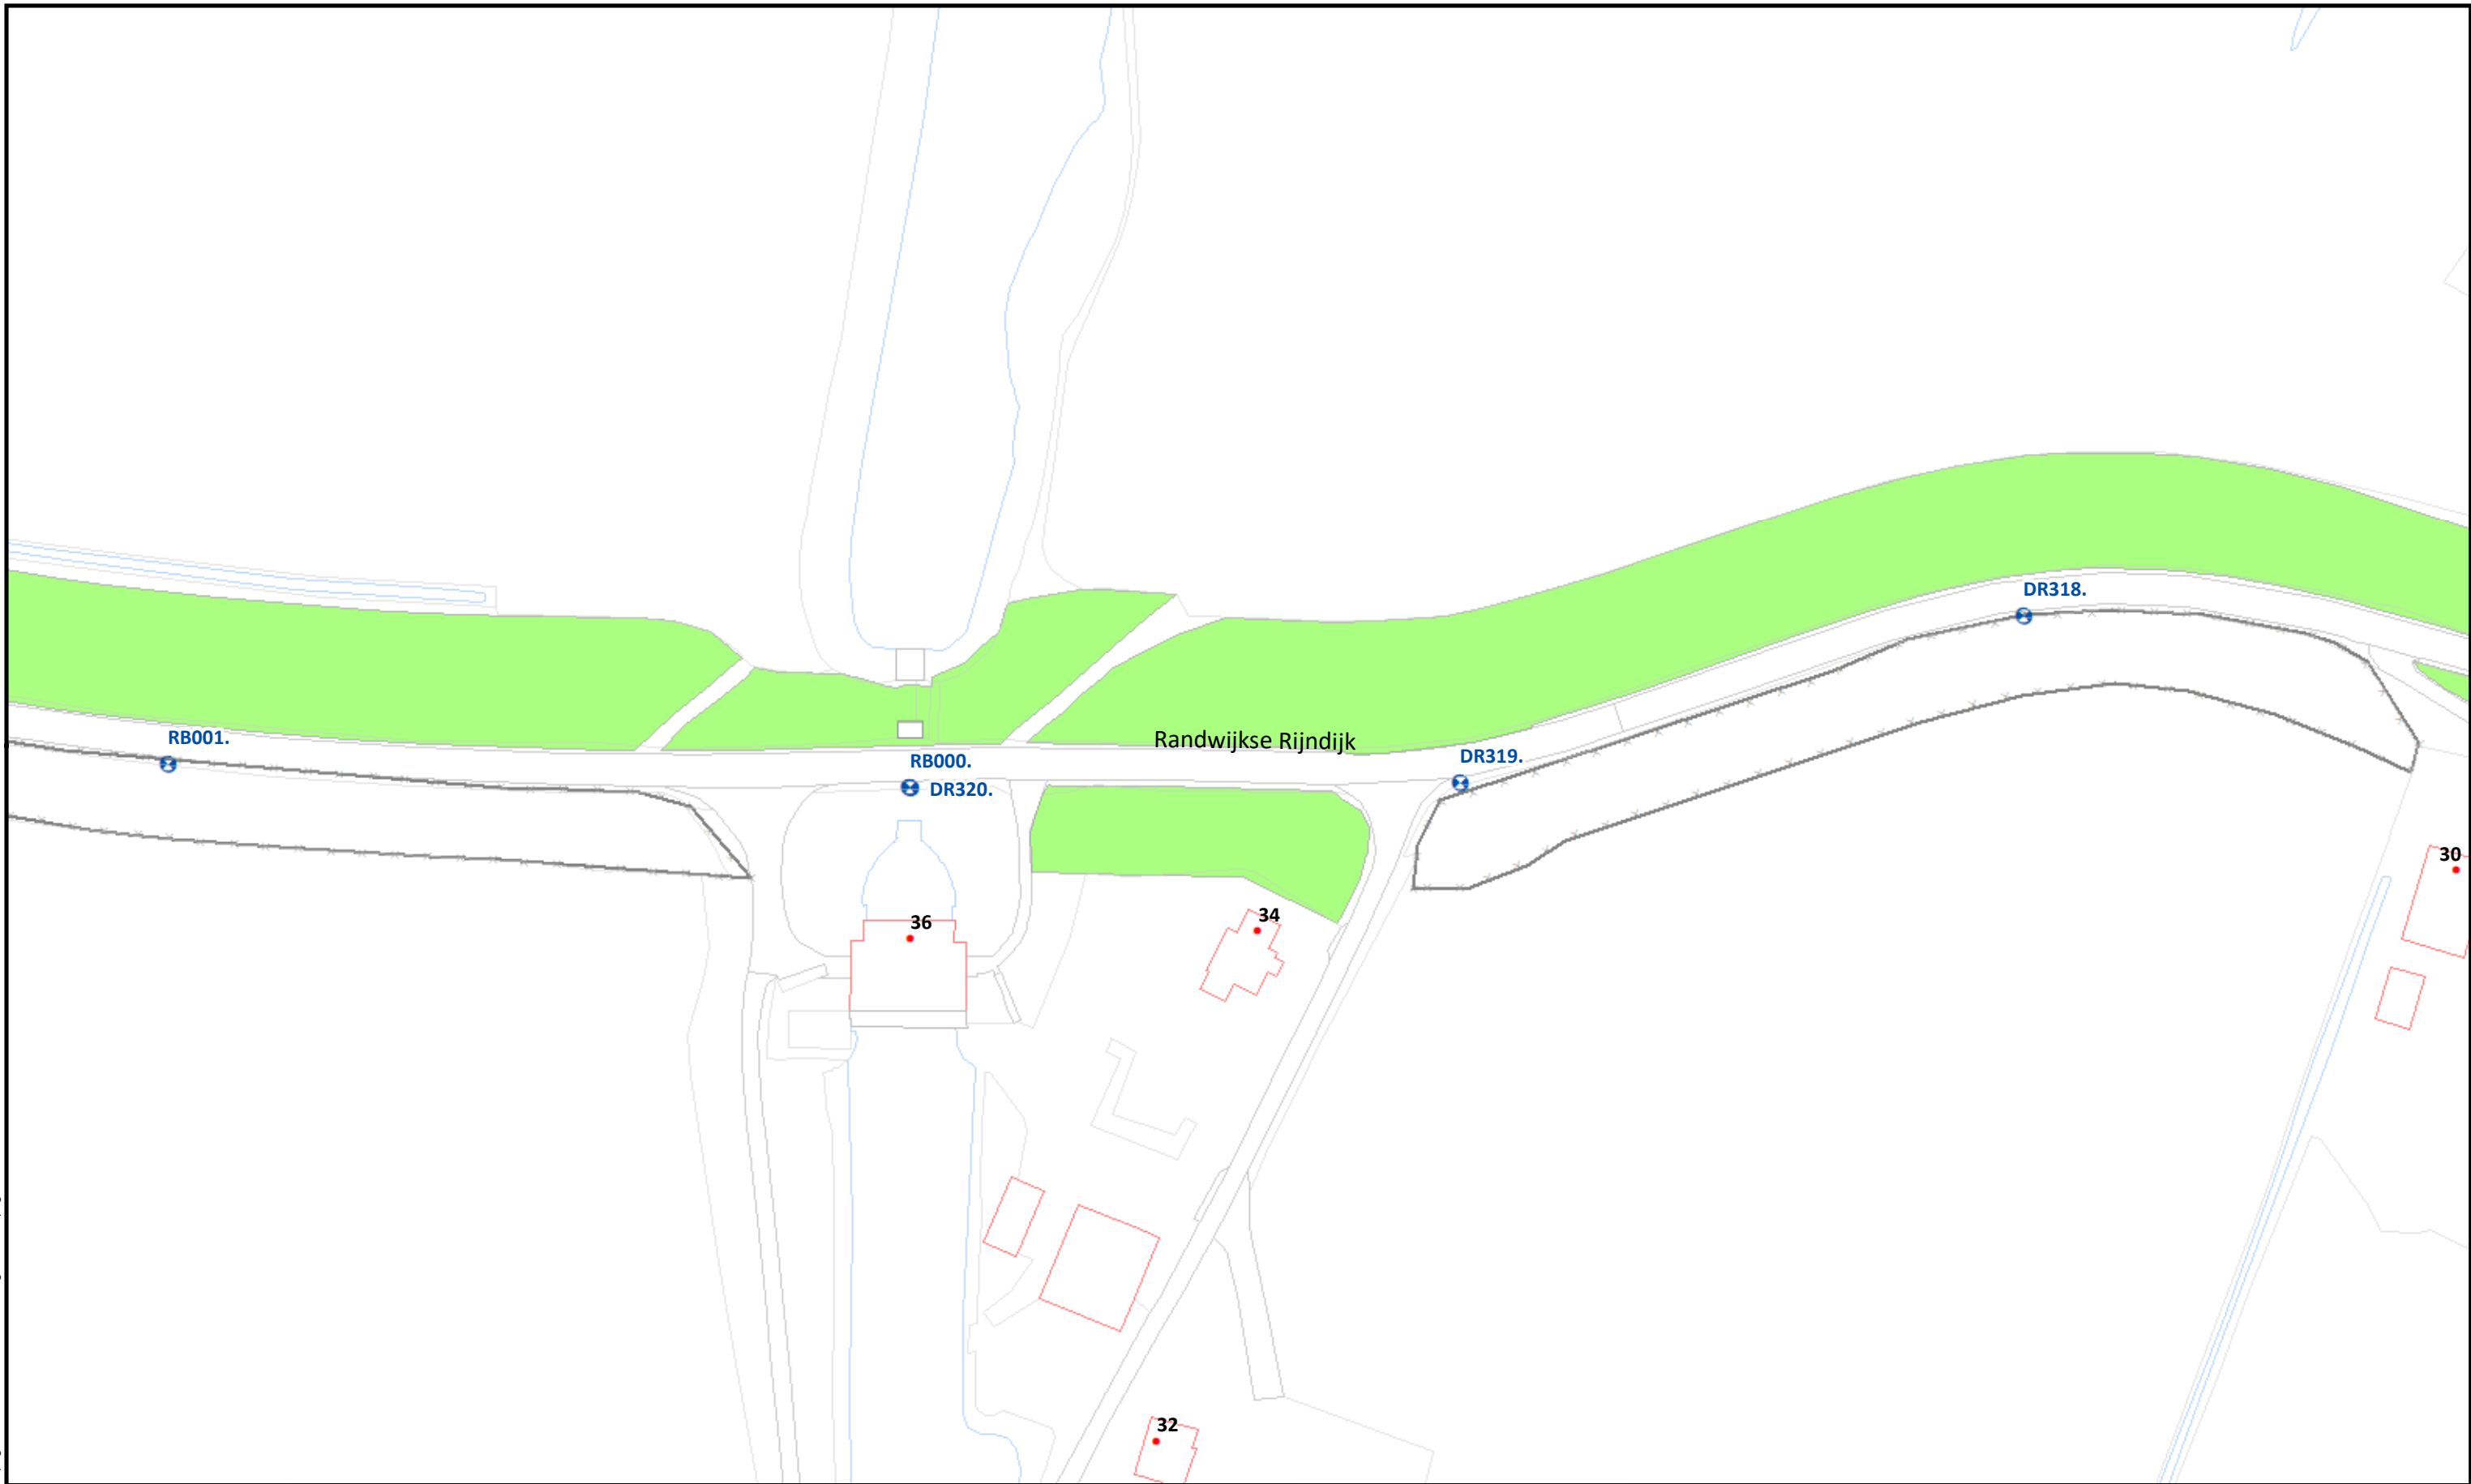 DR318.
RB001.
Randwijkse Rijndijk
RB000.
DR319.
DR320.
30
34
36
32